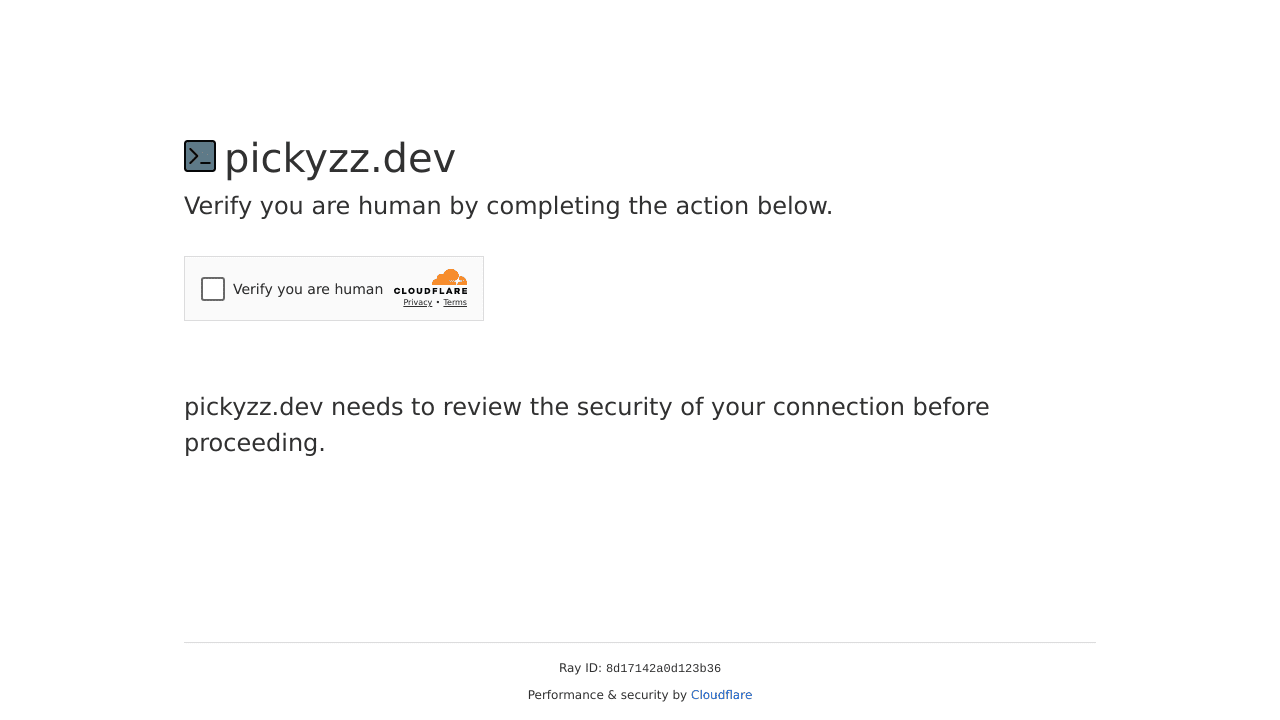 pickyzz.dev
Verify you are human by completing the action below.
Verify you are human
CLOUDFLARE
Privacy • Terms
pickyzz.dev needs to review the security of your connection before
proceeding.
Ray ID: 8d17142a0d123b36
Performance & security by Cloudflare